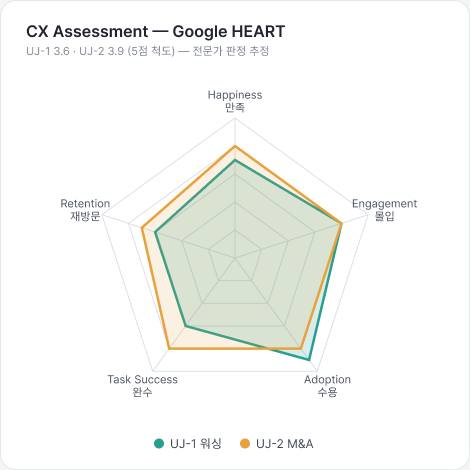 CX Assessment — Google HEART
UJ-1 3.6 · UJ-2 3.9 (5점 척도) — 전문가 판정 추정
Happiness
만족
Retention
재방문
Engagement
몰입
Task Success
완수
Adoption
수용
UJ-1 워싱
UJ-2 M&A